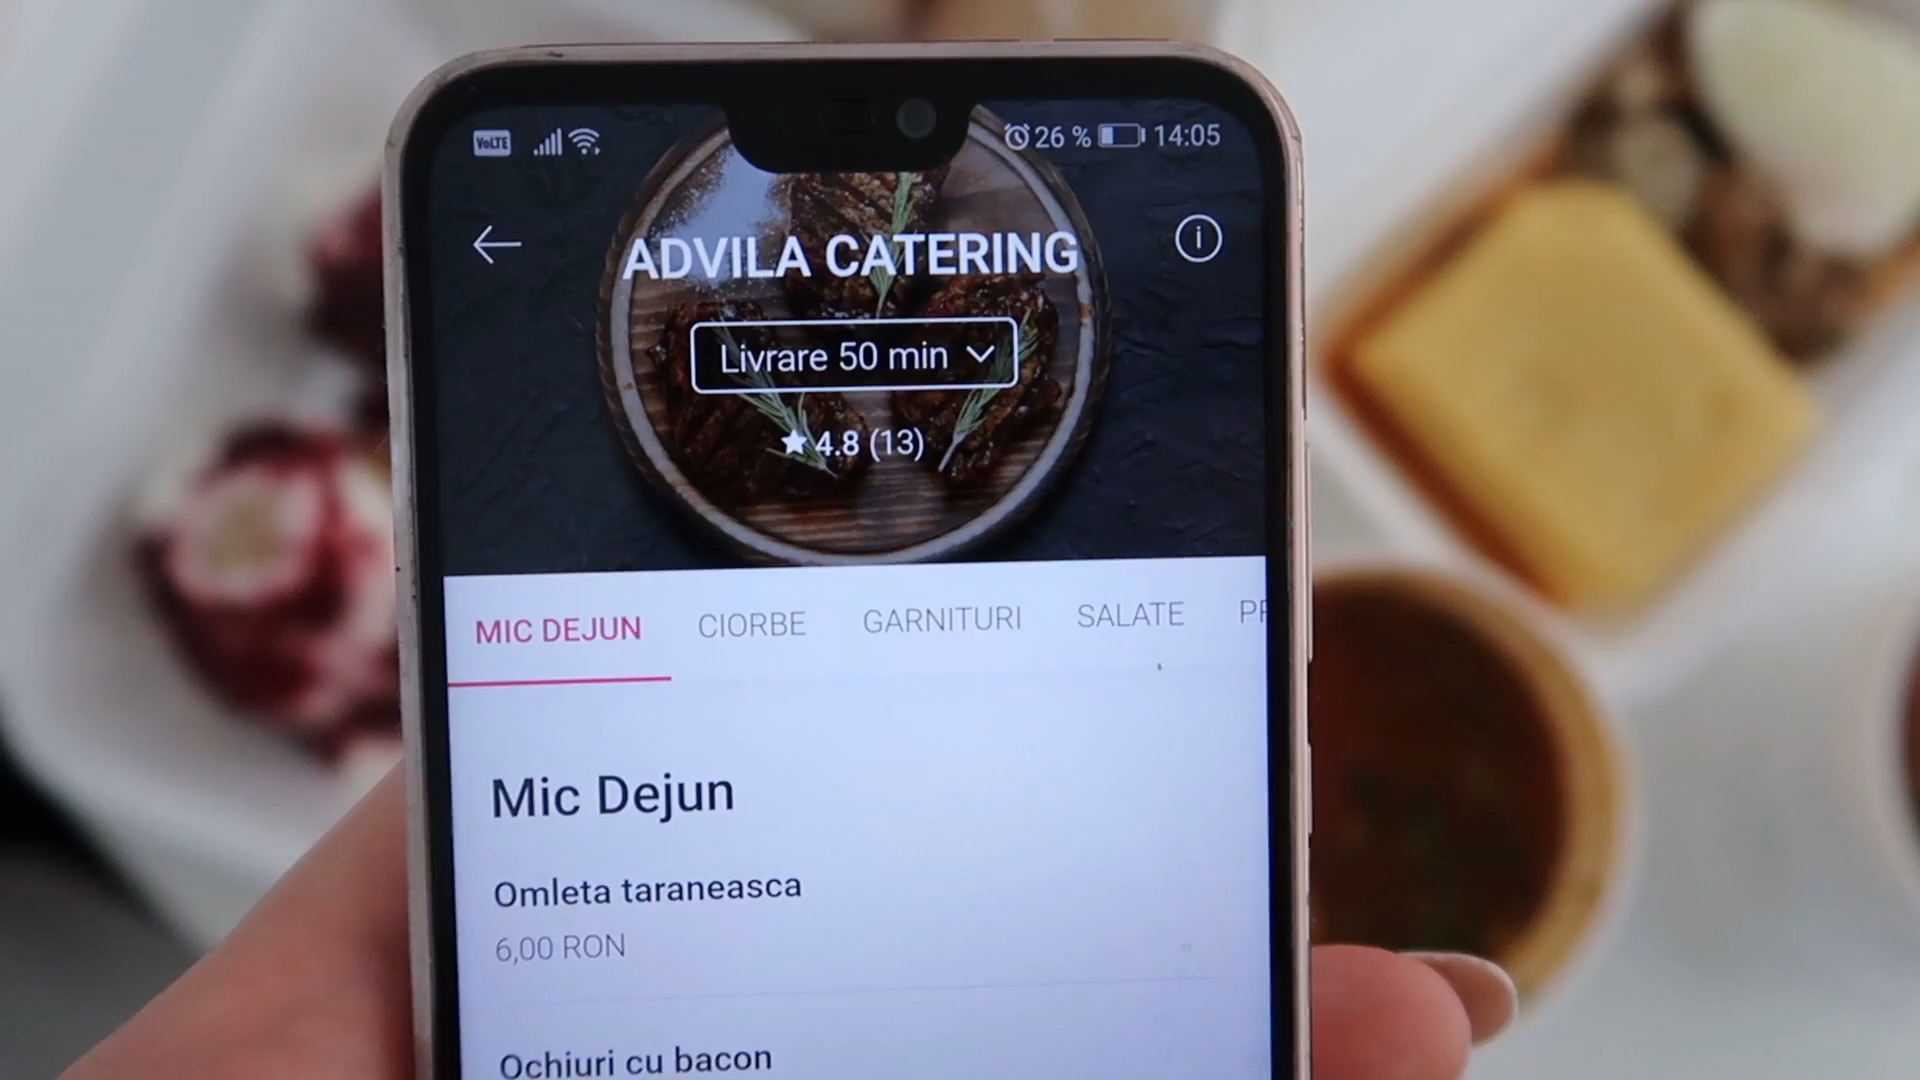 VoLTE 26 % 14:05
ADVILA CATERING
Livrare 50 min
4.8 (13)
MIC DEJUN CIORBE GARNITURI SALATE
Mic Dejun
Omleta taraneasca
6,00 RON
Ochiuri cu bacon